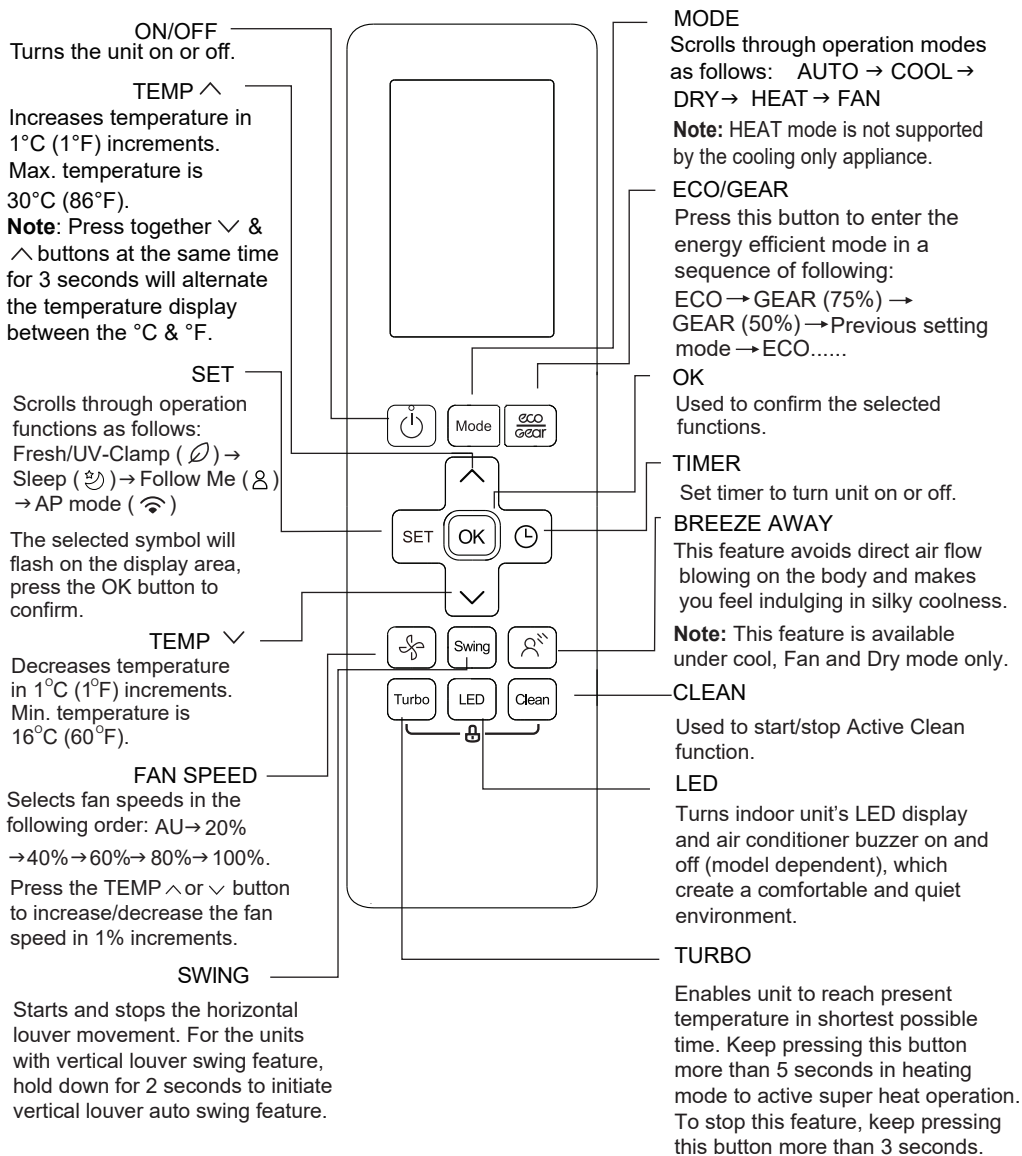 ON/OFF
Turns the unit on or off.
TEMP ︿
Increases temperature in
1°C (1°F) increments.
Max. temperature is
30°C (86°F).
Note: Press together ﹀ &
︿ buttons at the same time
for 3 seconds will alternate
the temperature display
between the °C & °F.
SET
Scrolls through operation
functions as follows:
Fresh/UV-Clamp ( ) →
Sleep ( ) → Follow Me ( )
→ AP mode ( )
The selected symbol will
flash on the display area,
press the OK button to
confirm.
TEMP ﹀
Decreases temperature
in 1°C (1°F) increments.
Min. temperature is
16°C (60°F).
FAN SPEED
Selects fan speeds in the
following order: AU→ 20%
→40%→60%→ 80%→100%.
Press the TEMP ︿ or ﹀ button
to increase/decrease the fan
speed in 1% increments.
SWING
Starts and stops the horizontal
louver movement. For the units
with vertical louver swing feature,
hold down for 2 seconds to initiate
vertical louver auto swing feature.
Mode
eco
Gear
SET
OK
Swing
Turbo
LED
Clean
MODE
Scrolls through operation modes
as follows: AUTO → COOL →
DRY → HEAT → FAN
Note: HEAT mode is not supported
by the cooling only appliance.
ECO/GEAR
Press this button to enter the
energy efficient mode in a
sequence of following:
ECO → GEAR (75%) →
GEAR (50%) → Previous setting
mode → ECO......
OK
Used to confirm the selected
functions.
TIMER
Set timer to turn unit on or off.
BREEZE AWAY
This feature avoids direct air flow
blowing on the body and makes
you feel indulging in silky coolness.
Note: This feature is available
under cool, Fan and Dry mode only.
CLEAN
Used to start/stop Active Clean
function.
LED
Turns indoor unit's LED display
and air conditioner buzzer on and
off (model dependent), which
create a comfortable and quiet
environment.
TURBO
Enables unit to reach present
temperature in shortest possible
time. Keep pressing this button
more than 5 seconds in heating
mode to active super heat operation.
To stop this feature, keep pressing
this button more than 3 seconds.